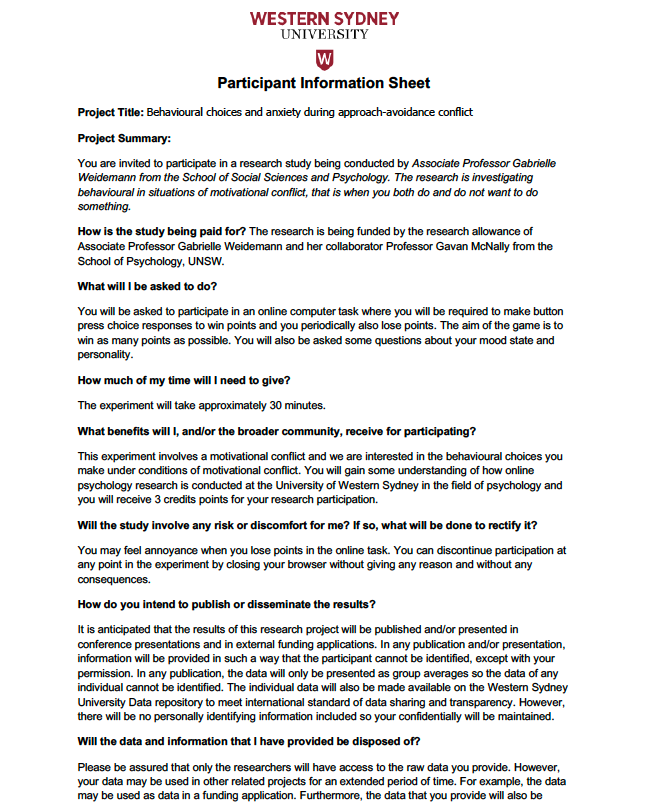 WESTERN SYDNEY
UNIVERSITY
W
Participant Information Sheet
Project Title: Behavioural choices and anxiety during approach-avoidance conflict
Project Summary:
You are invited to participate in a research study being conducted by Associate Professor Gabrielle
Weidemann from the School of Social Sciences and Psychology. The research is investigating
behavioural in situations of motivational conflict, that is when you both do and do not want to do
something.
How is the study being paid for? The research is being funded by the research allowance of
Associate Professor Gabrielle Weidemann and her collaborator Professor Gavan McNally from the
School of Psychology, UNSW.
What will I be asked to do?
You will be asked to participate in an online computer task where you will be required to make button
press choice responses to win points and you periodically also lose points. The aim of the game is to
win as many points as possible. You will also be asked some questions about your mood state and
personality.
How much of my time will I need to give?
The experiment will take approximately 30 minutes.
What benefits will I, and/or the broader community, receive for participating?
This experiment involves a motivational conflict and we are interested in the behavioural choices you
make under conditions of motivational conflict. You will gain some understanding of how online
psychology research is conducted at the University of Western Sydney in the field of psychology and
you will receive 3 credits points for your research participation.
Will the study involve any risk or discomfort for me? If so, what will be done to rectify it?
You may feel annoyance when you lose points in the online task. You can discontinue participation at
any point in the experiment by closing your browser without giving any reason and without any
consequences.
How do you intend to publish or disseminate the results?
It is anticipated that the results of this research project will be published and/or presented in
conference presentations and in external funding applications. In any publication and/or presentation,
information will be provided in such a way that the participant cannot be identified, except with your
permission. In any publication, the data will only be presented as group averages so the data of any
individual cannot be identified. The individual data will also be made available on the Western Sydney
University Data repository to meet international standard of data sharing and transparency. However,
there will be no personally identifying information included so your confidentially will be maintained.
Will the data and information that I have provided be disposed of?
Please be assured that only the researchers will have access to the raw data you provide. However,
your data may be used in other related projects for an extended period of time. For example, the data
may be used as data in a funding application. Furthermore, the data that you provide will also be